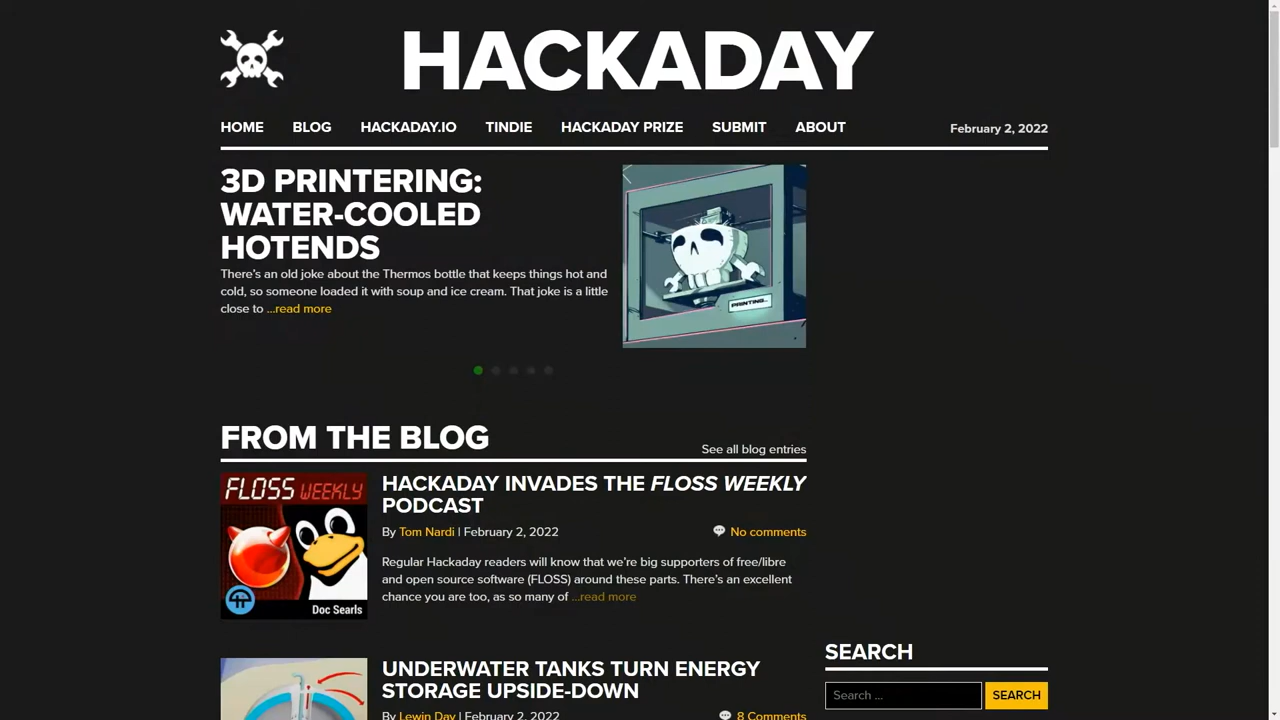 HACKADAY
HOME BLOG HACKADAY.IO TINDIE HACKADAY PRIZE SUBMIT ABOUT February 2, 2022
3D PRINTERING:
WATER-COOLED
HOTENDS
There's an old joke about the Thermos bottle that keeps things hot and
cold, so someone loaded it with soup and ice cream. That joke is a little
close to ...read more
PRINTING...
FROM THE BLOG
See all blog entries
FLOSS WEEKLY
Doc Searls
HACKADAY INVADES THE FLOSS WEEKLY
PODCAST
By Tom Nardi | February 2, 2022 No comments
Regular Hackaday readers will know that we're big supporters of free/libre
and open source software (FLOSS) around these parts. There's an excellent
chance you are too, as so many of ...read more
UNDERWATER TANKS TURN ENERGY
STORAGE UPSIDE-DOWN
By Lewin Day | February 2, 2022 8 Comments
SEARCH
Search ... SEARCH